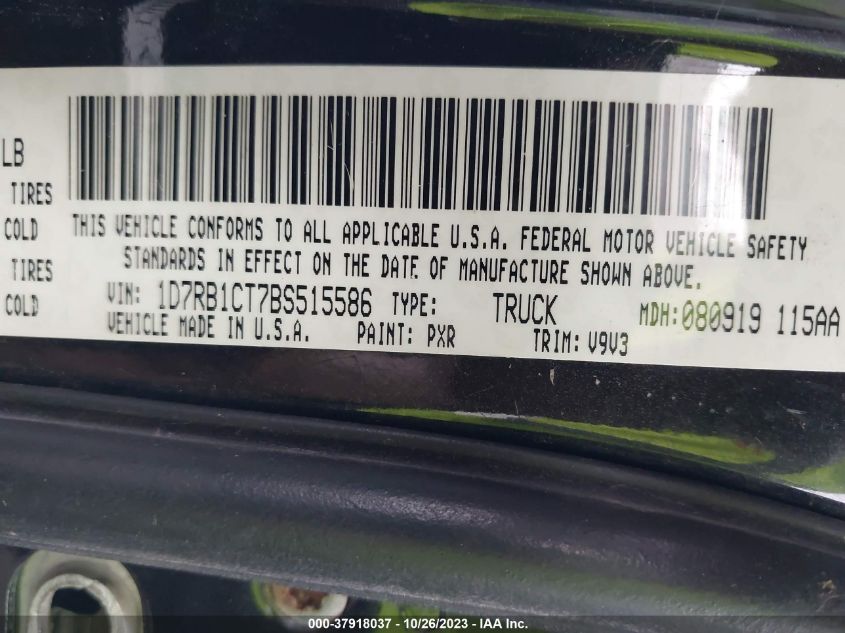 LB
TIRES
COLD
TIRES
COLD
THIS VEHICLE CONFORMS TO ALL APPLICABLE U.S.A. FEDERAL MOTOR VEHICLE SAFETY
STANDARDS IN EFFECT ON THE DATE OF MANUFACTURE SHOWN ABOVE.
VIN: 1D7RB1CT7BS515586 TYPE: TRUCK MDH:080919 115AA
VEHICLE MADE IN U.S.A. PAINT: PXR TRIM: V9V3
000-37918037 - 10/26/2023 - IAA Inc.